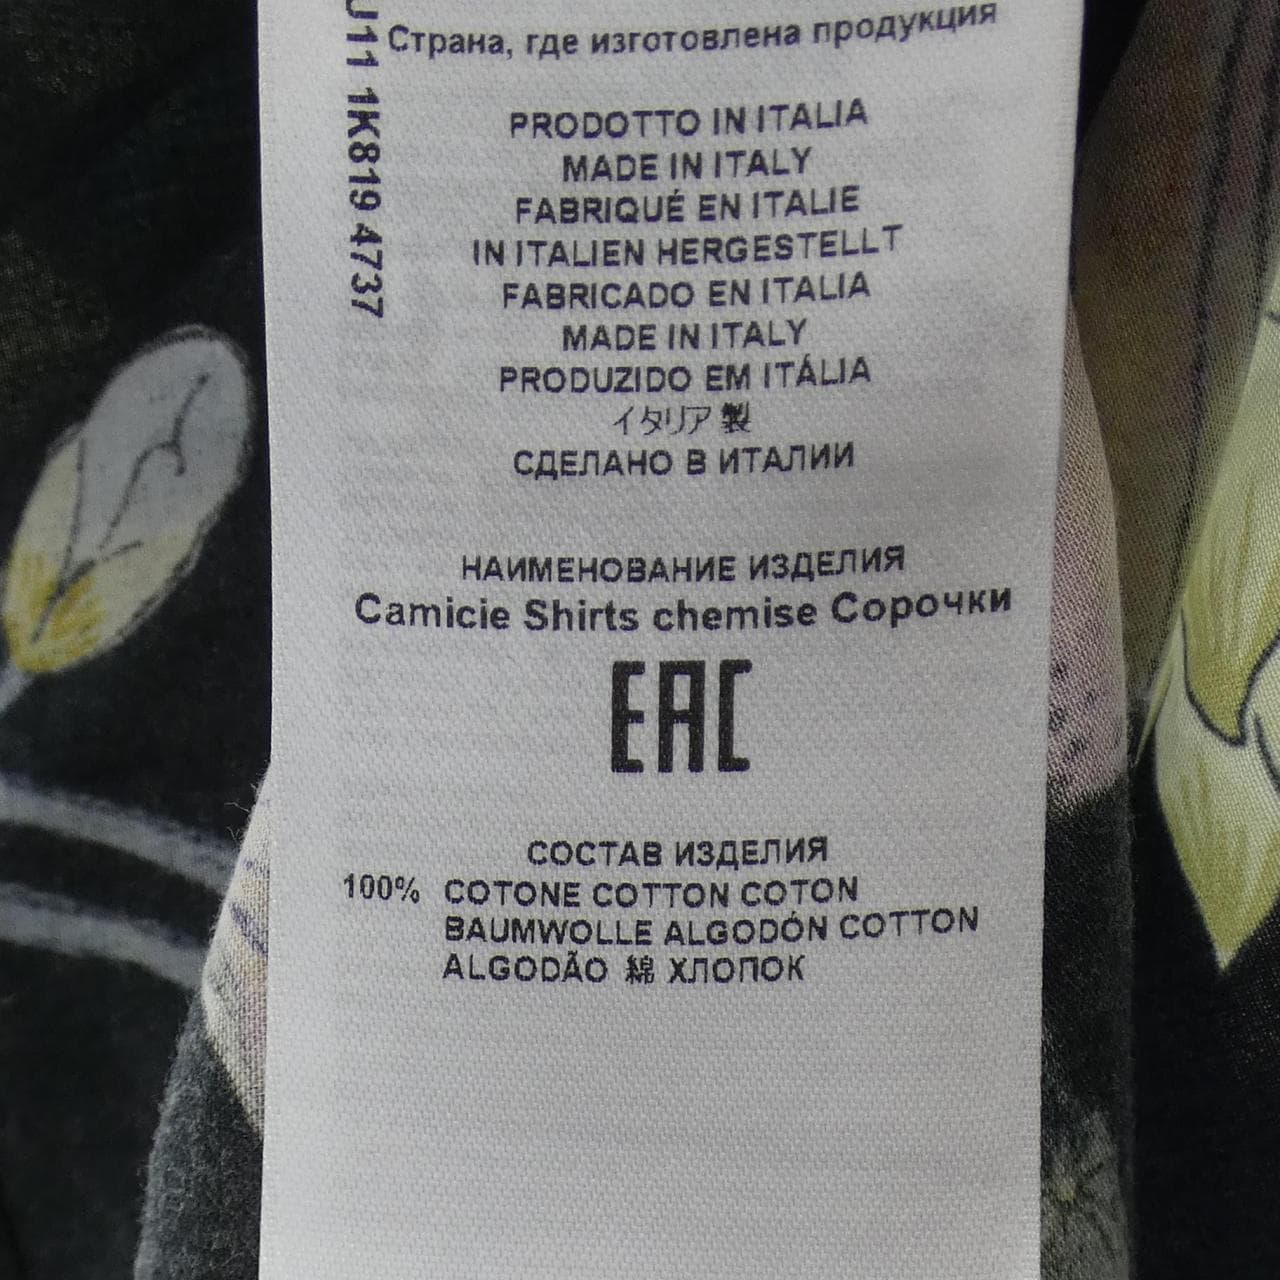 Страна, где изготовлена продукция
1K819 4737
PRODOTTO IN ITALIA
MADE IN ITALY
FABRIQUÉ EN ITALIE
IN ITALIEN HERGESTELLT
FABRICADO EN ITALIA
MADE IN ITALY
PRODUZIDO EM ITÁLIA
イタリア製
СДЕЛАНО В ИТАЛИИ
НАИМЕНОВАНИЕ ИЗДЕЛИЯ
Camicie Shirts chemise Сорочки
EAC
СОСТАВ ИЗДЕЛИЯ
100% COTONE COTTON COTON
BAUMWOLLE ALGODÓN COTTON
ALGODÃO 綿 ХЛОПОК